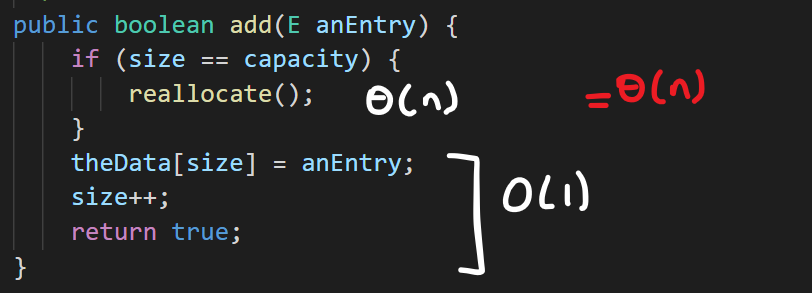 public boolean add(E anEntry) {
if (size == capacity) {
reallocate(); Θ(n) =Θ(n)
}
theData[size] = anEntry;
size++; O(1)
return true;
}